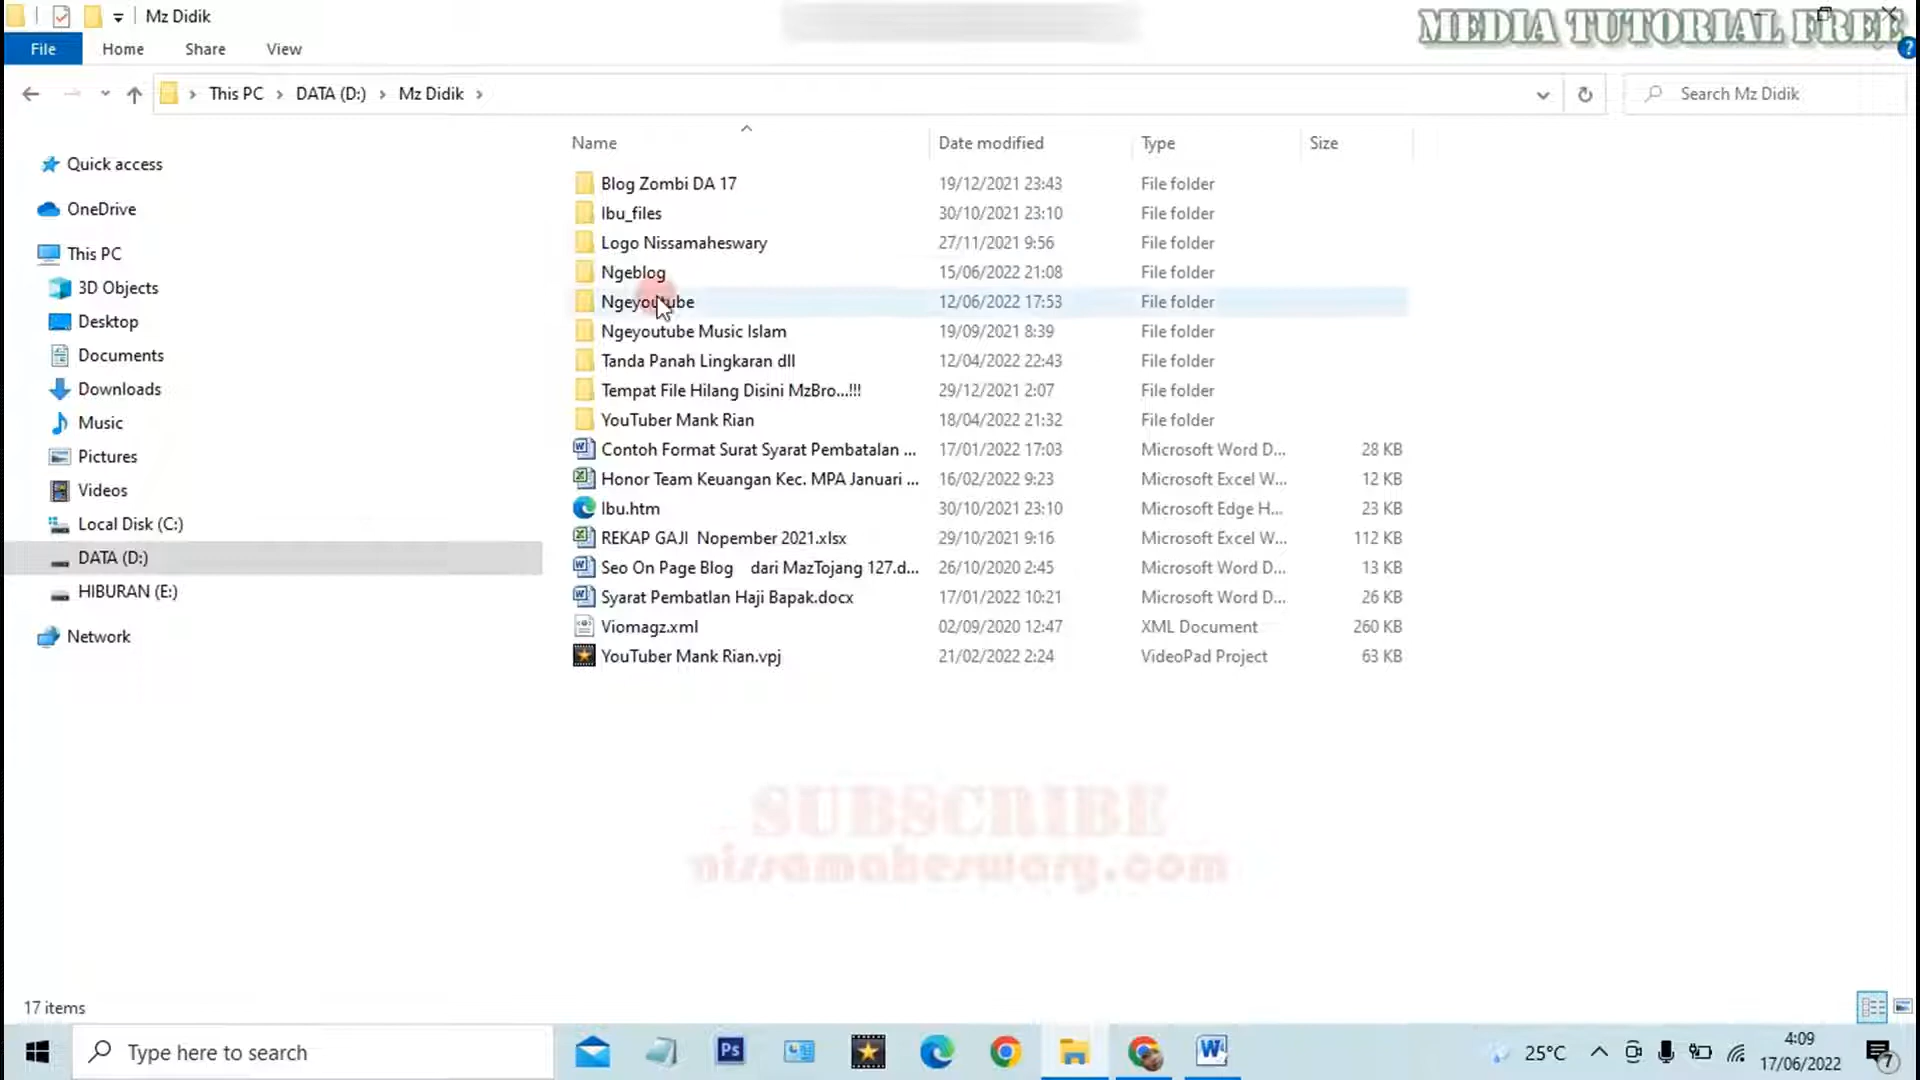 Mz Didik
MEDIA TUTORIAL FREE
File Home Share View
This PC > DATA (D:) > Mz Didik >
Search Mz Didik
Name Date modified Type Size
Quick access
OneDrive
This PC
3D Objects
Desktop
Documents
Downloads
Music
Pictures
Videos
Local Disk (C:)
DATA (D:)
HIBURAN (E:)
Network
Blog Zombi DA 17 19/12/2021 23:43 File folder
Ibu_files 30/10/2021 23:10 File folder
Logo Nissamaheswary 27/11/2021 9:56 File folder
Ngeblog 15/06/2022 21:08 File folder
Ngeyoutube 12/06/2022 17:53 File folder
Ngeyoutube Music Islam 19/09/2021 8:39 File folder
Tanda Panah Lingkaran dll 12/04/2022 22:43 File folder
Tempat File Hilang Disini MzBro...!!! 29/12/2021 2:07 File folder
YouTuber Mank Rian 18/04/2022 21:32 File folder
Contoh Format Surat Syarat Pembatalan ... 17/01/2022 17:03 Microsoft Word D... 28 KB
Honor Team Keuangan Kec. MPA Januari ... 16/02/2022 9:23 Microsoft Excel W... 12 KB
Ibu.htm 30/10/2021 23:10 Microsoft Edge H... 23 KB
REKAP GAJI  Nopember 2021.xlsx 29/10/2021 9:16 Microsoft Excel W... 112 KB
Seo On Page Blog    dari MazTojang 127.d... 26/10/2020 2:45 Microsoft Word D... 13 KB
Syarat Pembatlan Haji Bapak.docx 17/01/2022 10:21 Microsoft Word D... 26 KB
Viomagz.xml 02/09/2020 12:47 XML Document 260 KB
YouTuber Mank Rian.vpj 21/02/2022 2:24 VideoPad Project 63 KB
SUBSCRIBE
nissamaheswary.com
17 items
Type here to search
Ps
25°C
4:09
17/06/2022
7